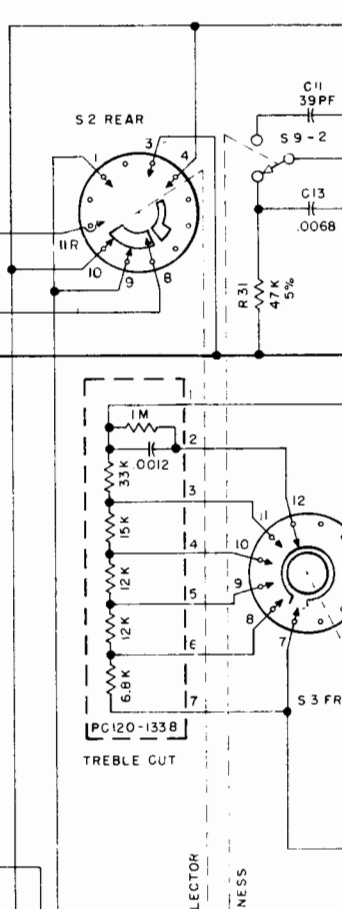 C11
39PF
S2 REAR
S9-2
3
4
1
C13
.0068
11R
10
9
8
R31
47K
5%
1
1M
2
.0012
33K
3
12
11
15K
4
10
12K
5
9
12K
6
8
7
6.8K
7
S3 FR
PC120-1338
TREBLE CUT
LECTOR
NESS